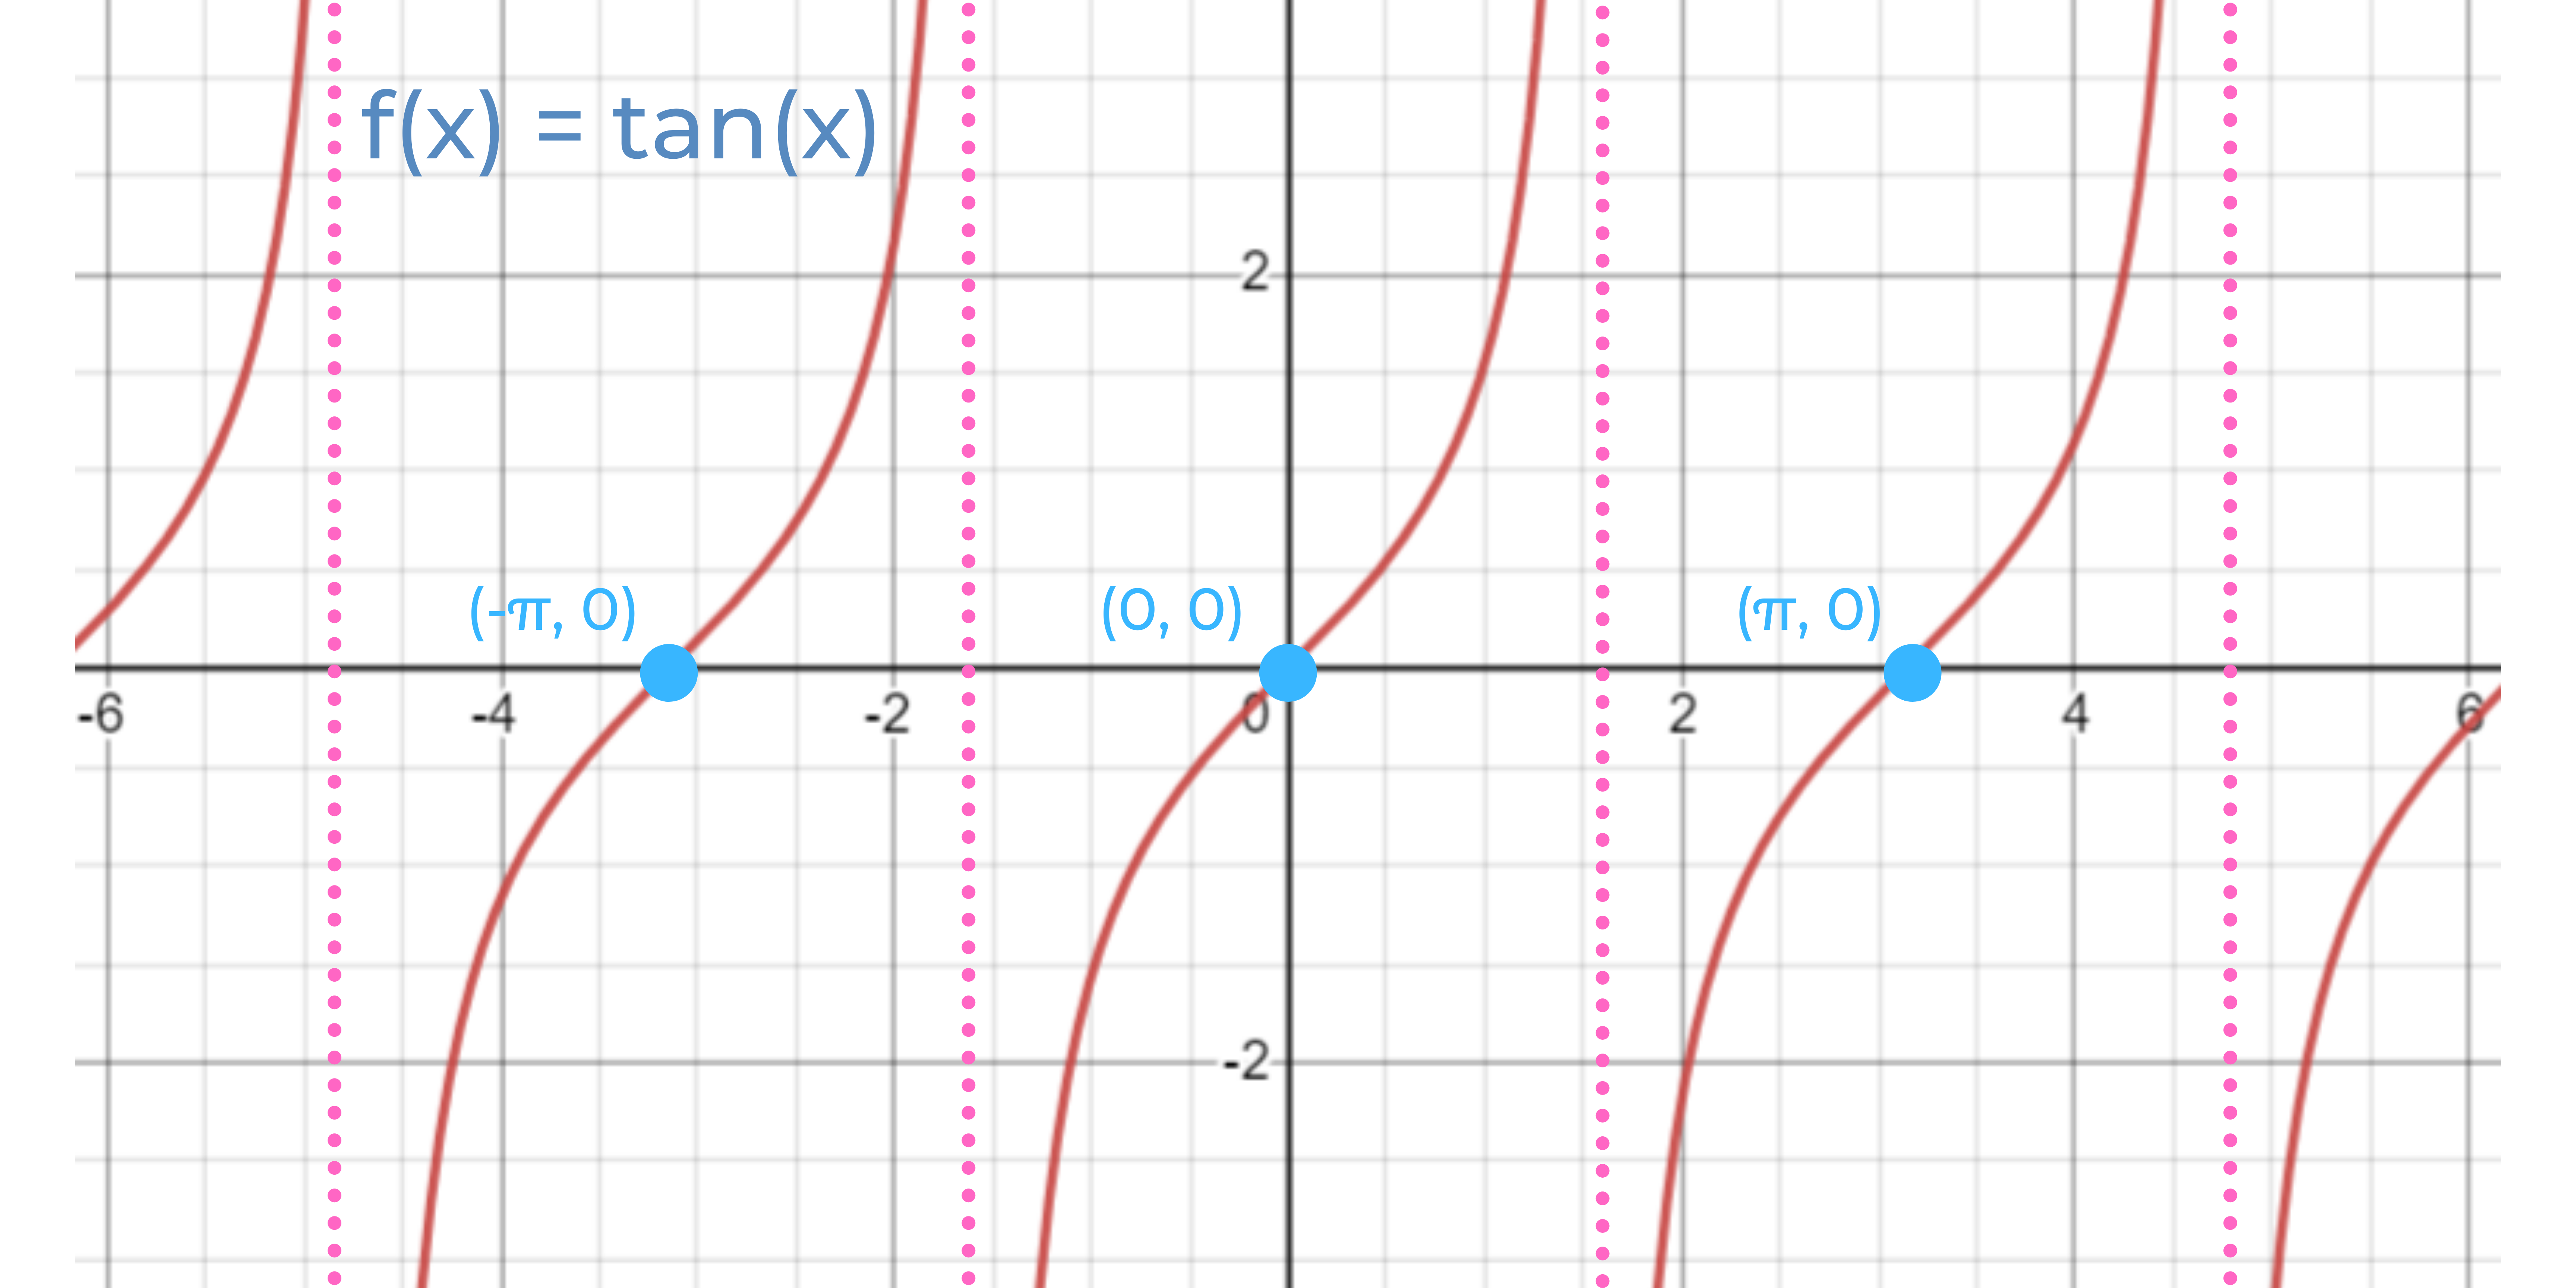 f(x) = tan(x)
2
(-π, 0) (0, 0) (π, 0)
-6 -4 -2 0 2 4 6
-2